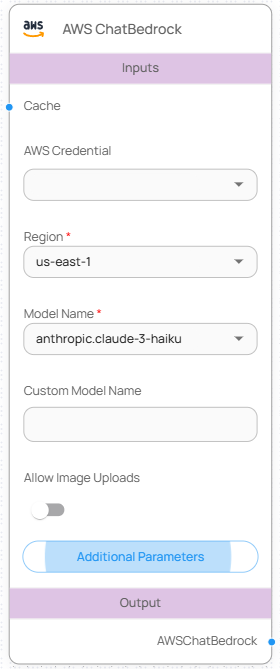 aws AWS ChatBedrock
Inputs
Cache
AWS Credential
Region *
us-east-1
Model Name *
anthropic.claude-3-haiku
Custom Model Name
Allow Image Uploads
Additional Parameters
Output
AWSChatBedrock